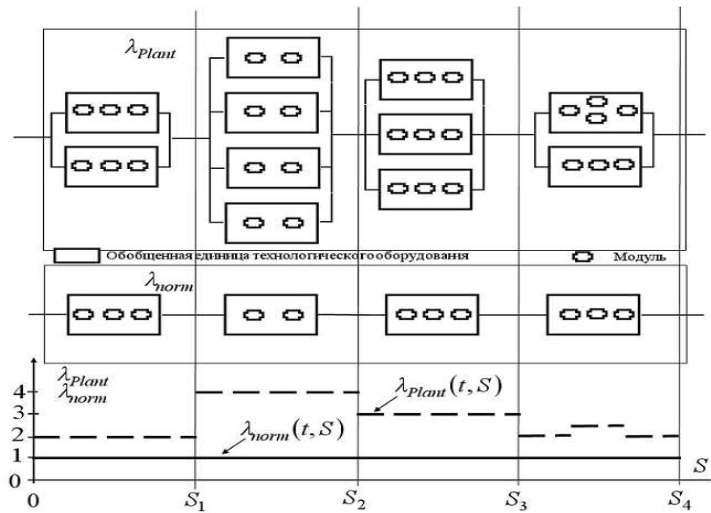 λPlant
Обобщенная единица технологического оборудования
Модуль
λnorm
λPlant
λnorm
4
3
2
1
0
λPlant(t,S)
λnorm(t,S)
S
0
S1
S2
S3
S4